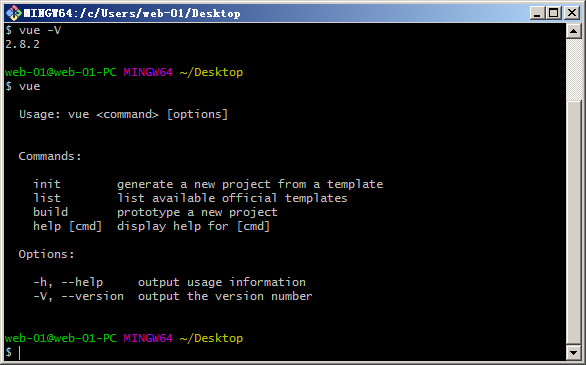 MINGW64:/c/Users/web-01/Desktop
$ vue -V
2.8.2
web-01@web-01-PC MINGW64 ~/Desktop
$ vue
Usage: vue <command> [options]
Commands:
init generate a new project from a template
list list available official templates
build prototype a new project
help [cmd] display help for [cmd]
Options:
-h, --help output usage information
-V, --version output the version number
web-01@web-01-PC MINGW64 ~/Desktop
$